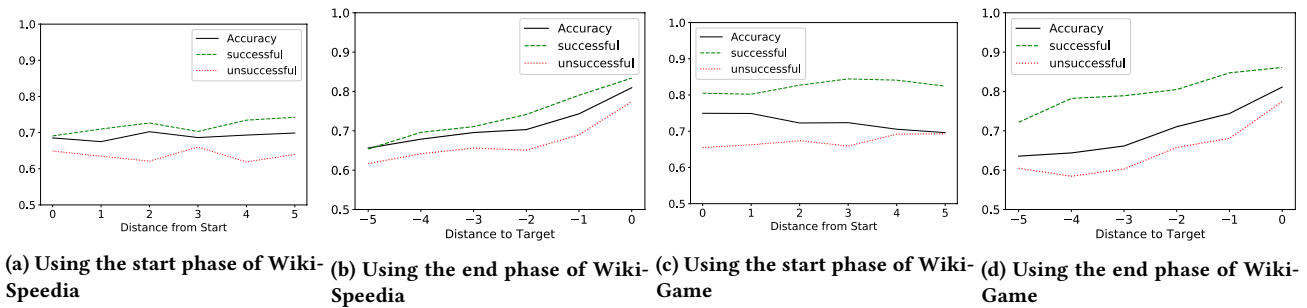 1.0
0.9
0.8
0.7
0.6
0.5
Accuracy
successful
unsuccessful
0 1 2 3 4 5
Distance from Start
(a) Using the start phase of Wiki-
Speedia
1.0
0.9
0.8
0.7
0.6
0.5
Accuracy
successful
unsuccessful
−5 −4 −3 −2 −1 0
Distance to Target
(b) Using the end phase of Wiki-
Speedia
1.0
0.9
0.8
0.7
0.6
0.5
Accuracy
successful
unsuccessful
0 1 2 3 4 5
Distance from Start
(c) Using the start phase of Wiki-
Game
1.0
0.9
0.8
0.7
0.6
0.5
Accuracy
successful
unsuccessful
−5 −4 −3 −2 −1 0
Distance to Target
(d) Using the end phase of Wiki-
Game